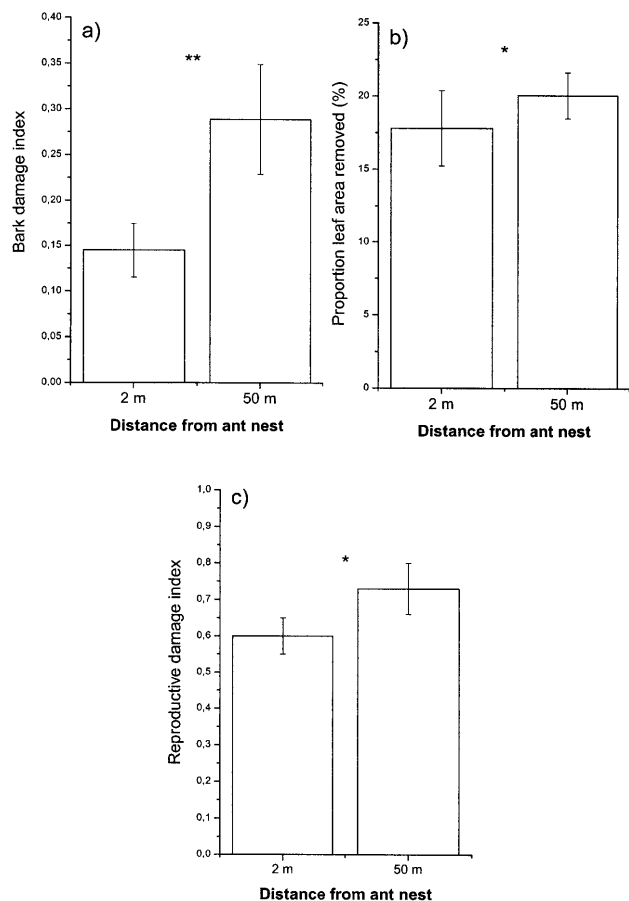 a)
**
Bark damage index
0,40
0,35
0,30
0,25
0,20
0,15
0,10
0,05
0,00
2 m
50 m
Distance from ant nest
b)
*
Proportion leaf area removed (%)
25
20
15
10
5
0
2 m
50 m
Distance from ant nest
c)
*
Reproductive damage index
1,0
0,9
0,8
0,7
0,6
0,5
0,4
0,3
0,2
0,1
0,0
2 m
50 m
Distance from ant nest